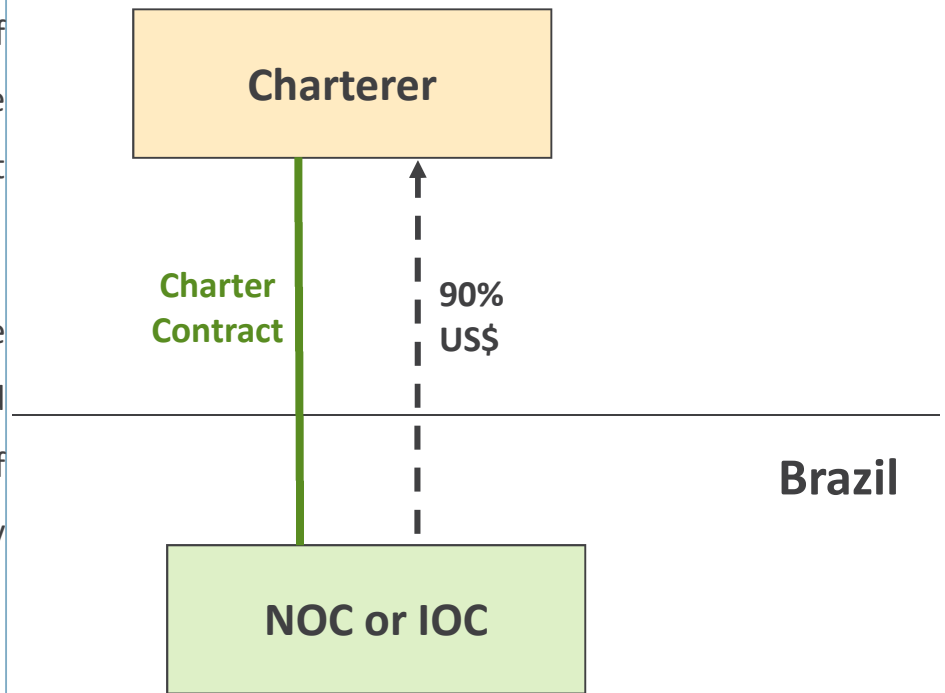 Charterer
Charter
Contract
90%
US$
Brazil
NOC or IOC